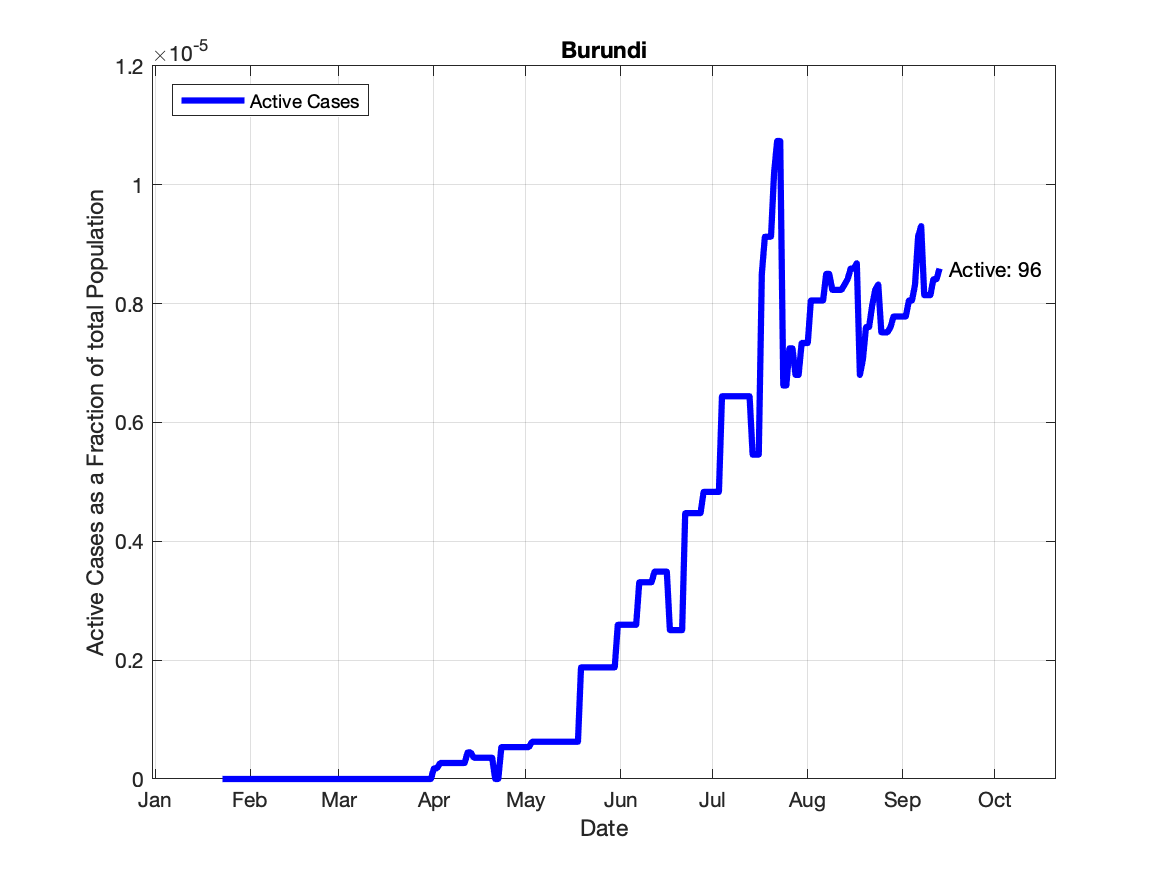 Burundi
×10⁻⁵
1.2
1
0.8
0.6
0.4
0.2
0
Active Cases as a Fraction of total Population
Active Cases
Active: 96
Jan Feb Mar Apr May Jun Jul Aug Sep Oct
Date